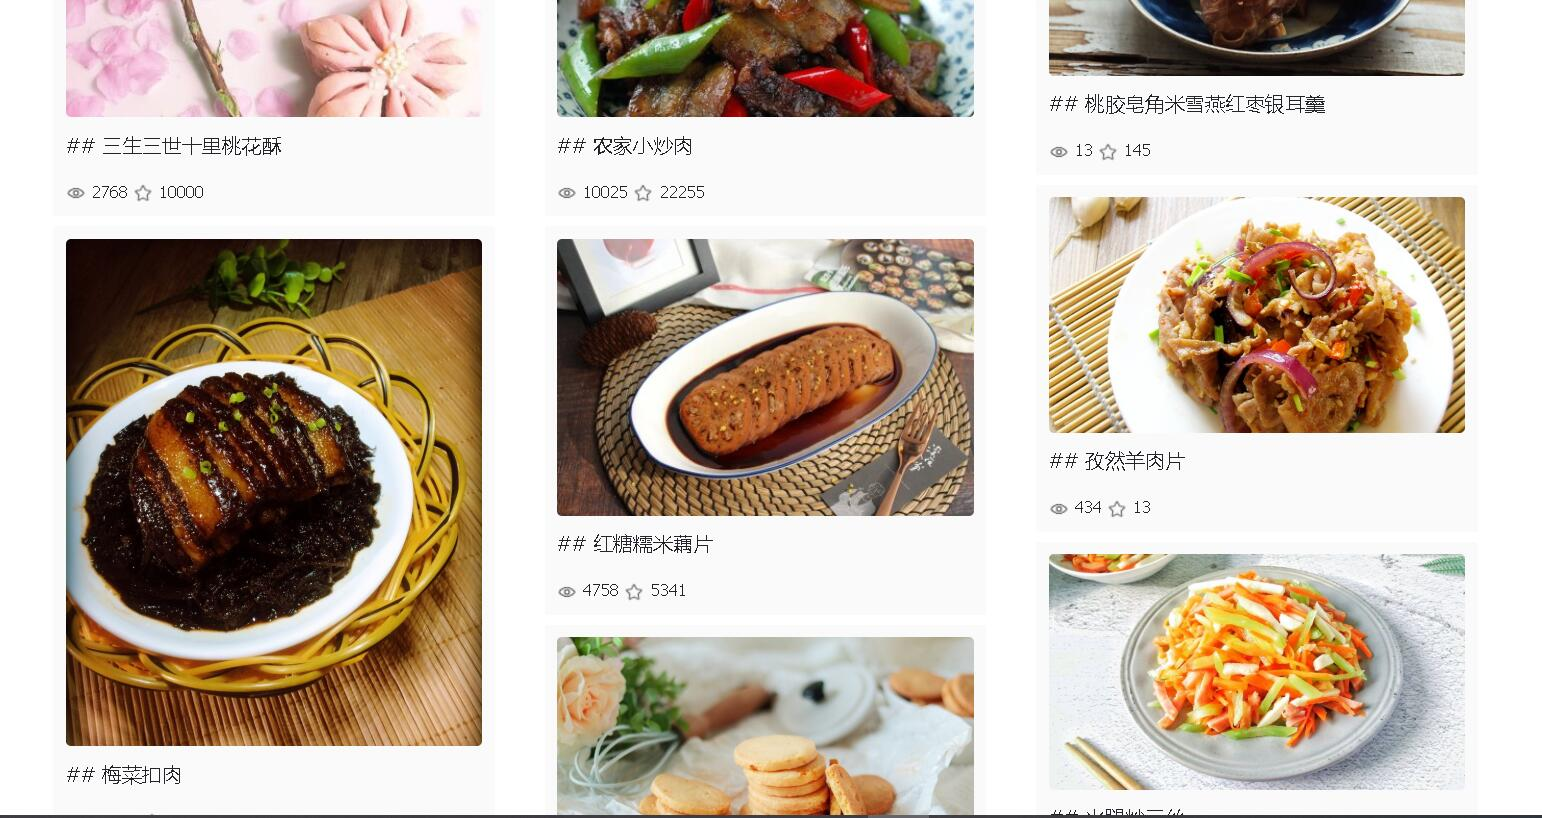 ## 三生三世十里桃花酥
2768 10000
## 梅菜扣肉
## 农家小炒肉
10025 22255
## 红糖糯米藕片
4758 5341
## 桃胶皂角米雪燕红枣银耳羹
13 145
## 孜然羊肉片
434 13